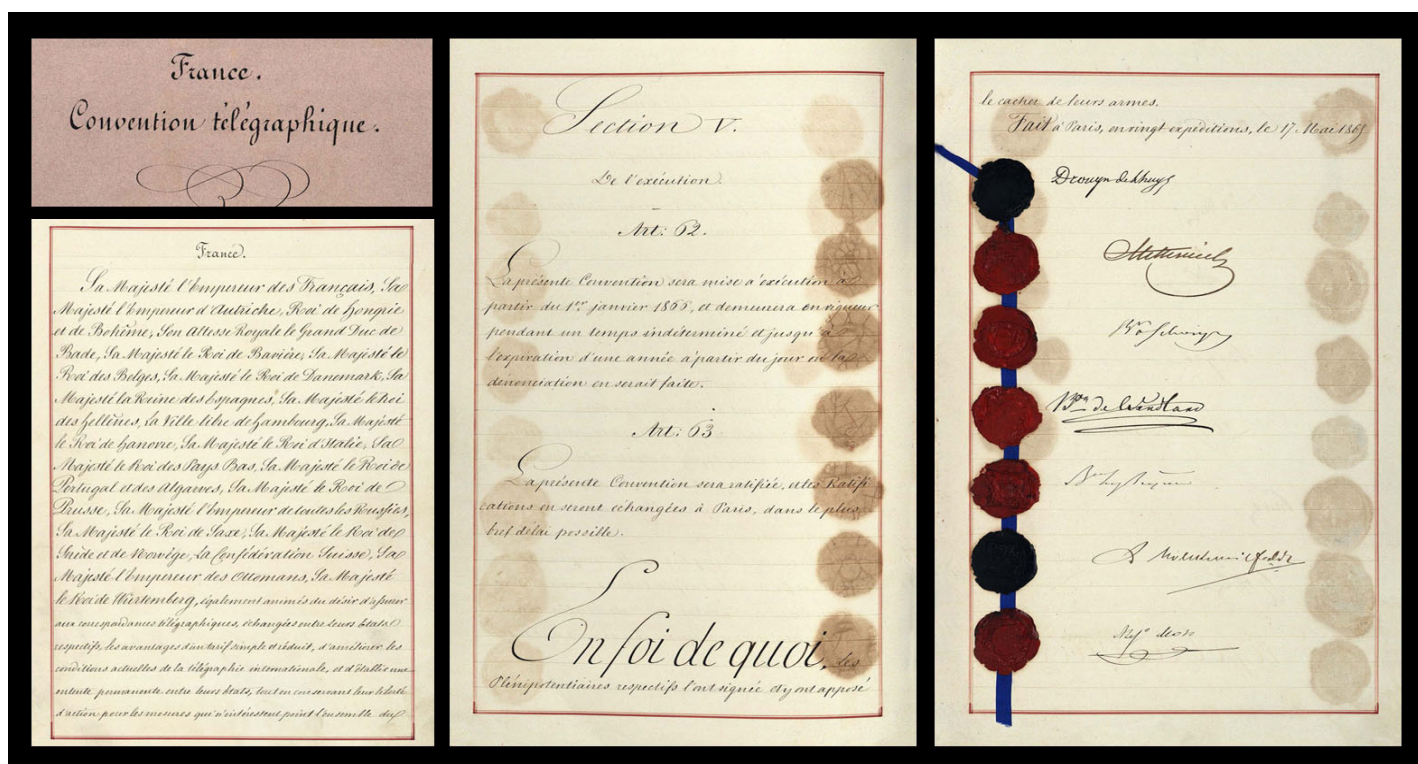 France.
Convention télégraphique.
France.
Sa Majesté l'Empereur des Français, Sa
Majesté l'Empereur d'Autriche, Roi de Hongrie
et de Bohême, Son Altesse Royale le Grand Duc de
Bade, Sa Majesté le Roi de Bavière, Sa Majesté le
Roi des Belges, Sa Majesté le Roi de Danemark, Sa
Majesté la Reine des Espagnes, Sa Majesté le Roi
des Hellènes, la Ville libre de Hambourg, Sa Majesté
le Roi de Hanovre, Sa Majesté le Roi d'Italie, Sa
Majesté le Roi des Pays Bas, Sa Majesté le Roi de
Portugal et des Algarves, Sa Majesté le Roi de
Prusse, Sa Majesté l'Empereur de toutes les Russies,
Sa Majesté le Roi de Saxe, Sa Majesté le Roi de
Suède et de Norwège, La Confédération Suisse, Sa
Majesté l'Empereur des Ottomans, Sa Majesté
le Roi de Würtemberg, également animés du désir d'assurer
aux correspondances télégraphiques, échangées entre leurs États
respectifs, les avantages d'un tarif simple et réduit, d'améliorer les
conditions actuelles de la télégraphie internationale, et d'établir une
entente permanente entre leurs états, tout en conservant leur liberté
d'action pour les mesures qui n'intéressent point l'ensemble du
Section V.
De l'exécution.
Art: 62.
La présente Convention sera mise à exécution à
partir du 1er janvier 1866, et demeurera en vigueur
pendant un temps indéterminé et jusqu'à
l'expiration d'une année à partir du jour où la
dénonciation en serait faite.
Art: 63
La présente Convention sera ratifiée, et les Ratifi
cations en seront échangées à Paris, dans le plus
bref délai possible.
En foi de quoi, les
Plénipotentiaires respectifs l'ont signée et y ont apposé
le cachet de leurs armes.
Fait à Paris, en vingt expéditions, le 17 Mai 1865
Drouyn de Lhuys
Metternich
Bon de Wendland